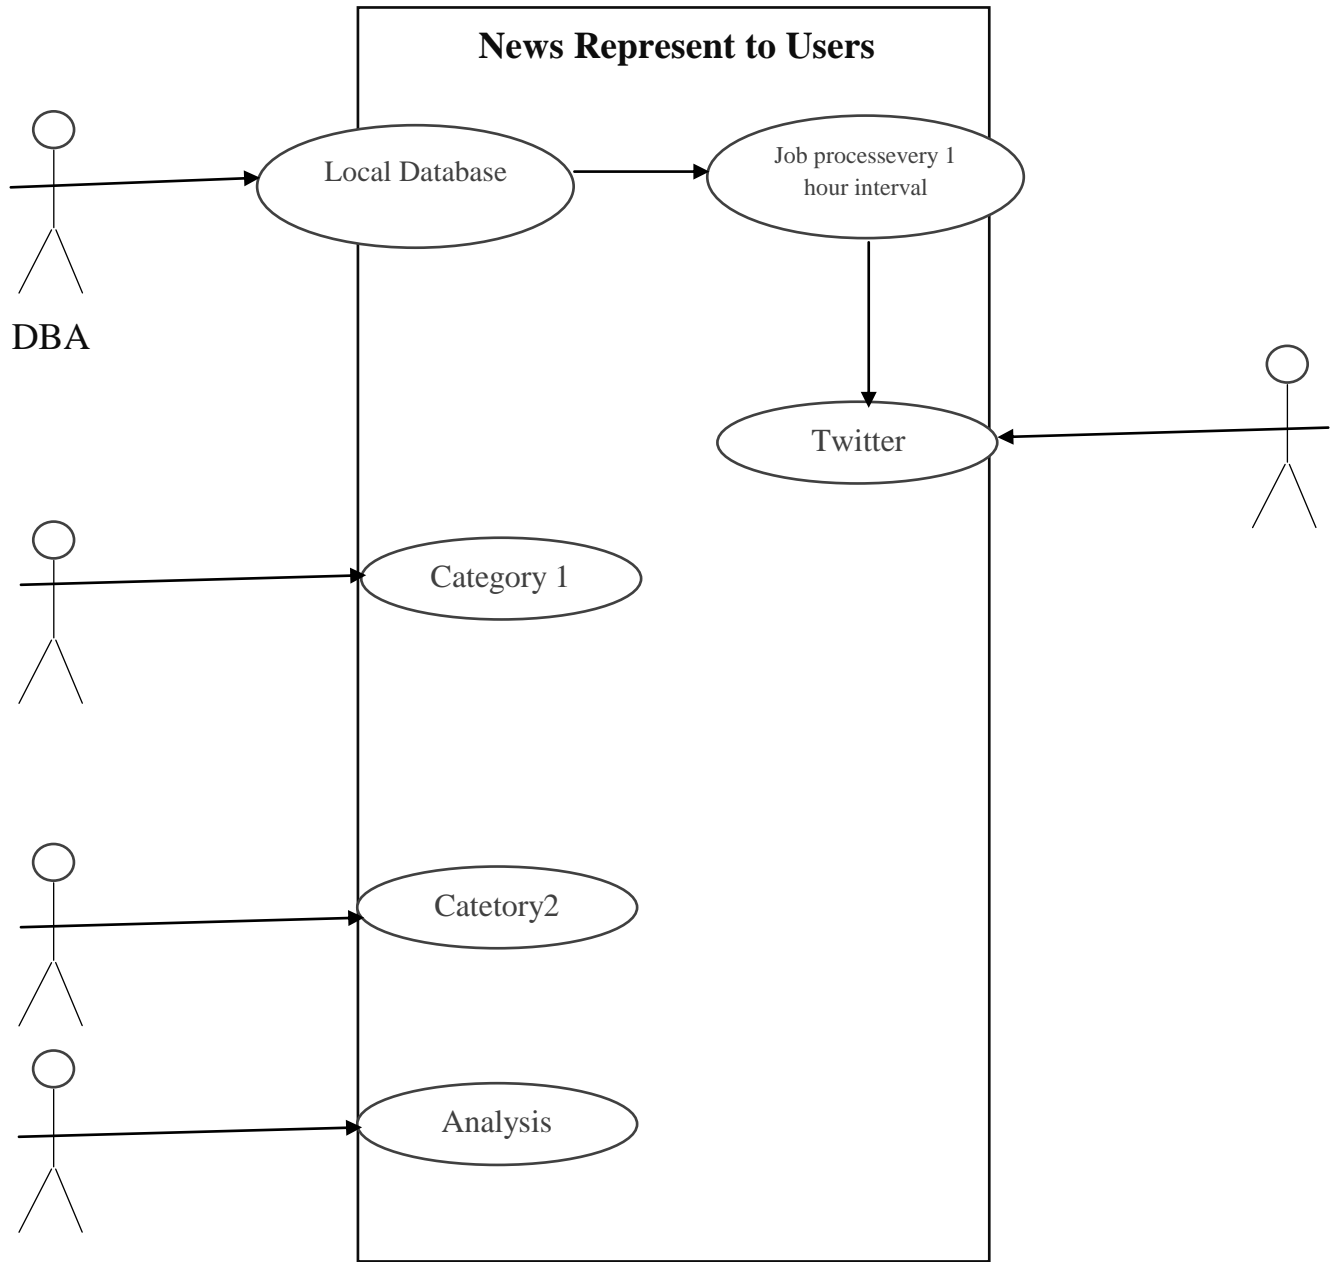 News Represent to Users
Local Database
Job processevery 1
hour interval
DBA
Twitter
Category 1
Catetory2
Analysis